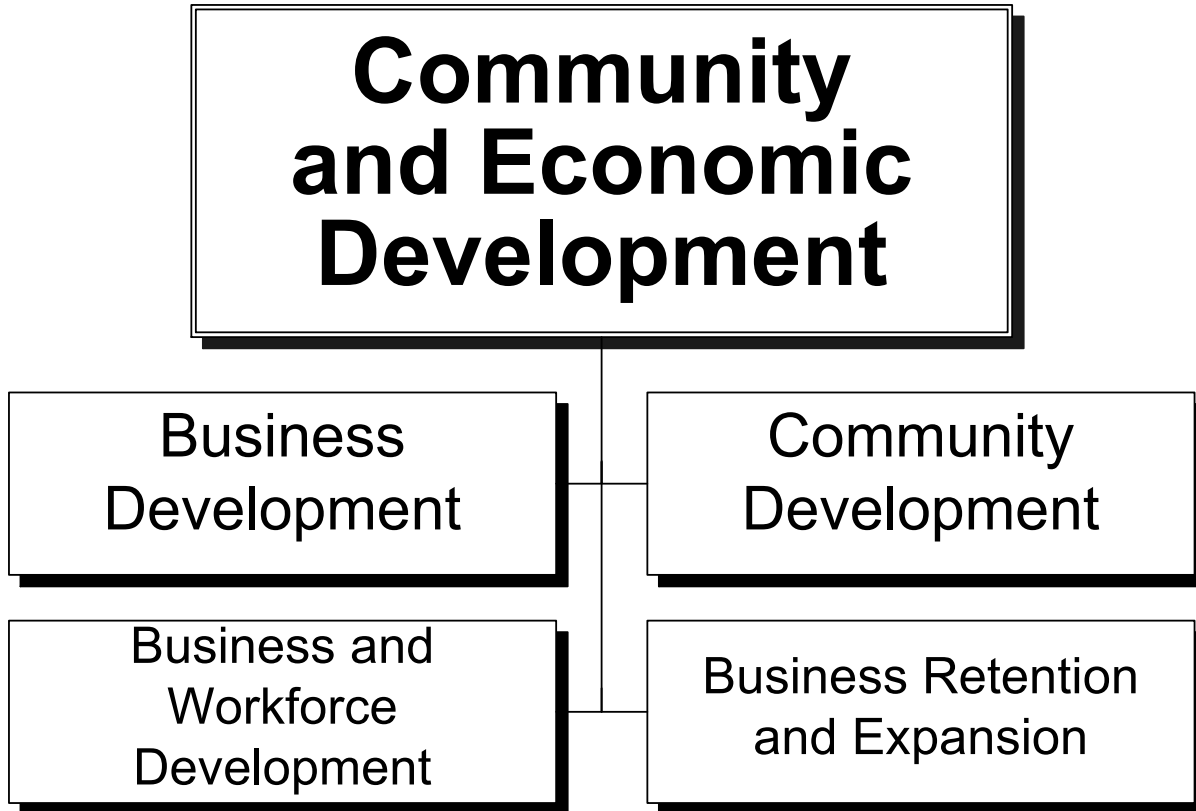 Community
and Economic
Development
Business
Development
Community
Development
Business and
Workforce
Development
Business Retention
and Expansion